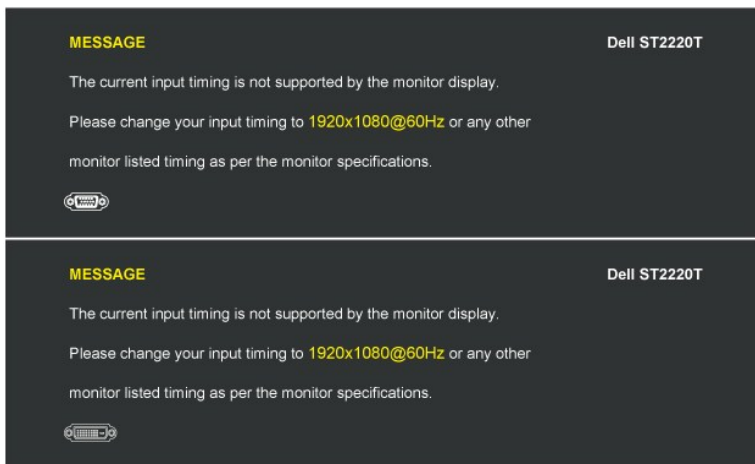 MESSAGE Dell ST2220T
The current input timing is not supported by the monitor display.
Please change your input timing to 1920x1080@60Hz or any other
monitor listed timing as per the monitor specifications.
MESSAGE Dell ST2220T
The current input timing is not supported by the monitor display.
Please change your input timing to 1920x1080@60Hz or any other
monitor listed timing as per the monitor specifications.